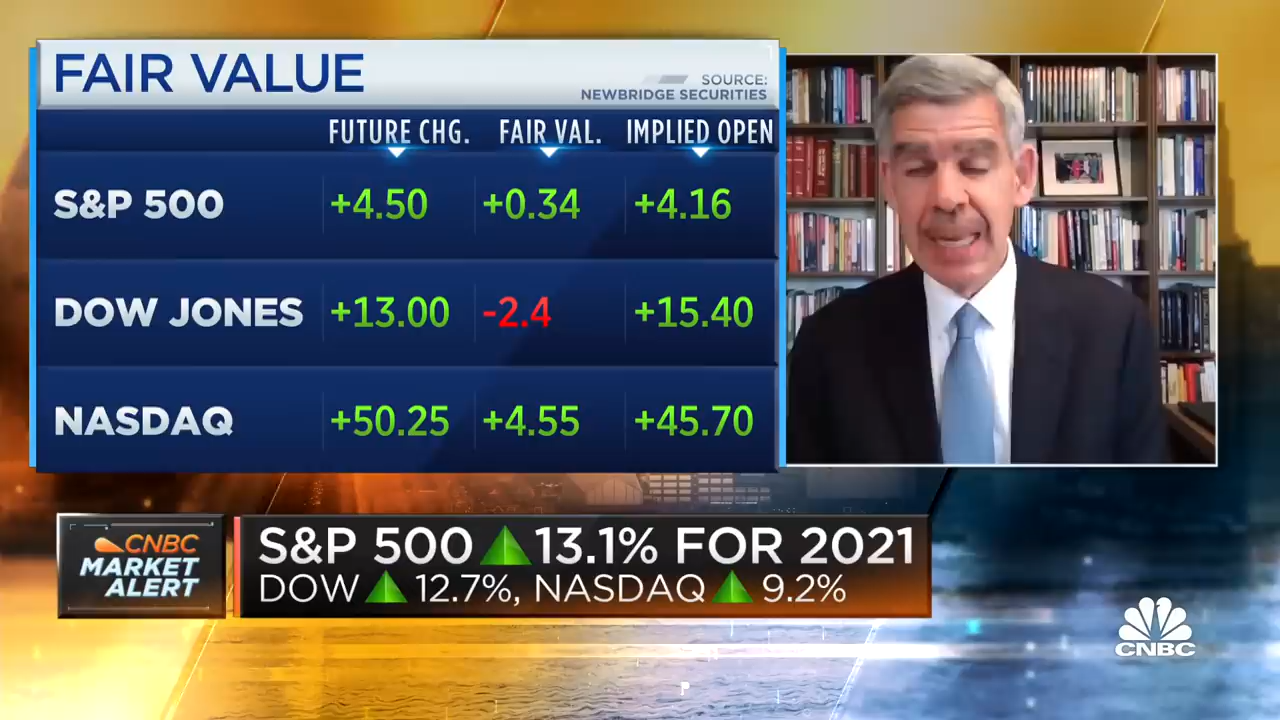 FAIR VALUE
SOURCE:
NEWBRIDGE SECURITIES
FUTURE CHG. FAIR VAL. IMPLIED OPEN
S&P 500 +4.50 +0.34 +4.16
DOW JONES +13.00 -2.4 +15.40
NASDAQ +50.25 +4.55 +45.70
CNBC
MARKET
ALERT
S&P 500 ▲ 13.1% FOR 2021
DOW ▲ 12.7%, NASDAQ ▲ 9.2%
CNBC
P